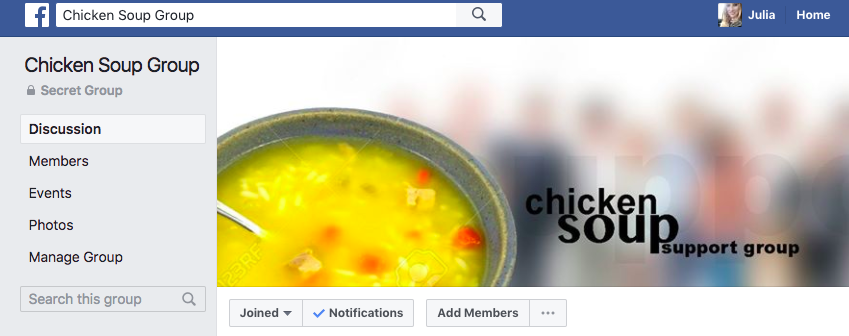 f
Chicken Soup Group
Julia
Home
Chicken Soup Group
Secret Group
Discussion
Members
Events
Photos
Manage Group
Search this group
chicken
soup
support group
Joined
Notifications
Add Members
...